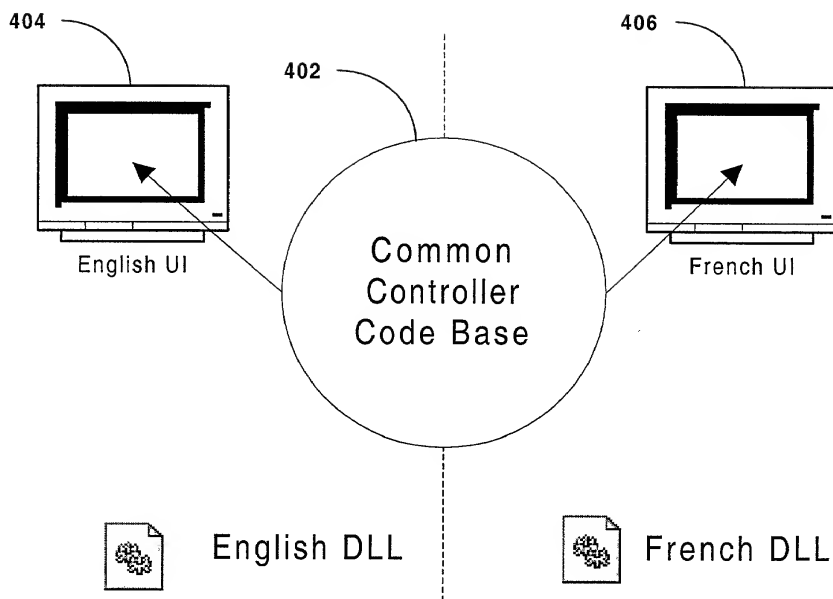 404
402
406
English UI
French UI
Common
Controller
Code Base
English DLL
French DLL